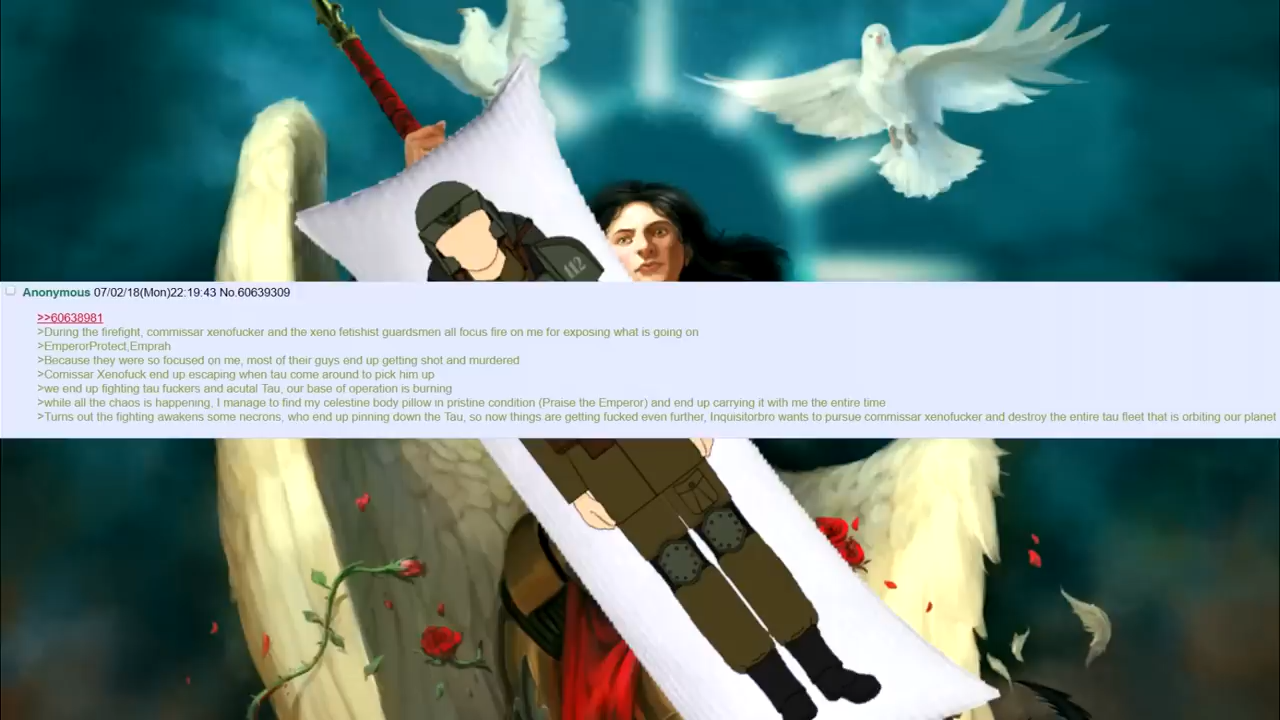 112
Anonymous 07/02/18(Mon)22:19:43 No.60639309
>>60638981
>During the firefight, commissar xenofucker and the xeno fetishist guardsmen all focus fire on me for exposing what is going on
>EmperorProtect,Emprah
>Because they were so focused on me, most of their guys end up getting shot and murdered
>Comissar Xenofuck end up escaping when tau come around to pick him up
>we end up fighting tau fuckers and acutal Tau, our base of operation is burning
>while all the chaos is happening, I manage to find my celestine body pillow in pristine condition (Praise the Emperor) and end up carrying it with me the entire time
>Turns out the fighting awakens some necrons, who end up pinning down the Tau, so now things are getting fucked even further, Inquisitorbro wants to pursue commissar xenofucker and destroy the entire tau fleet that is orbiting our planet